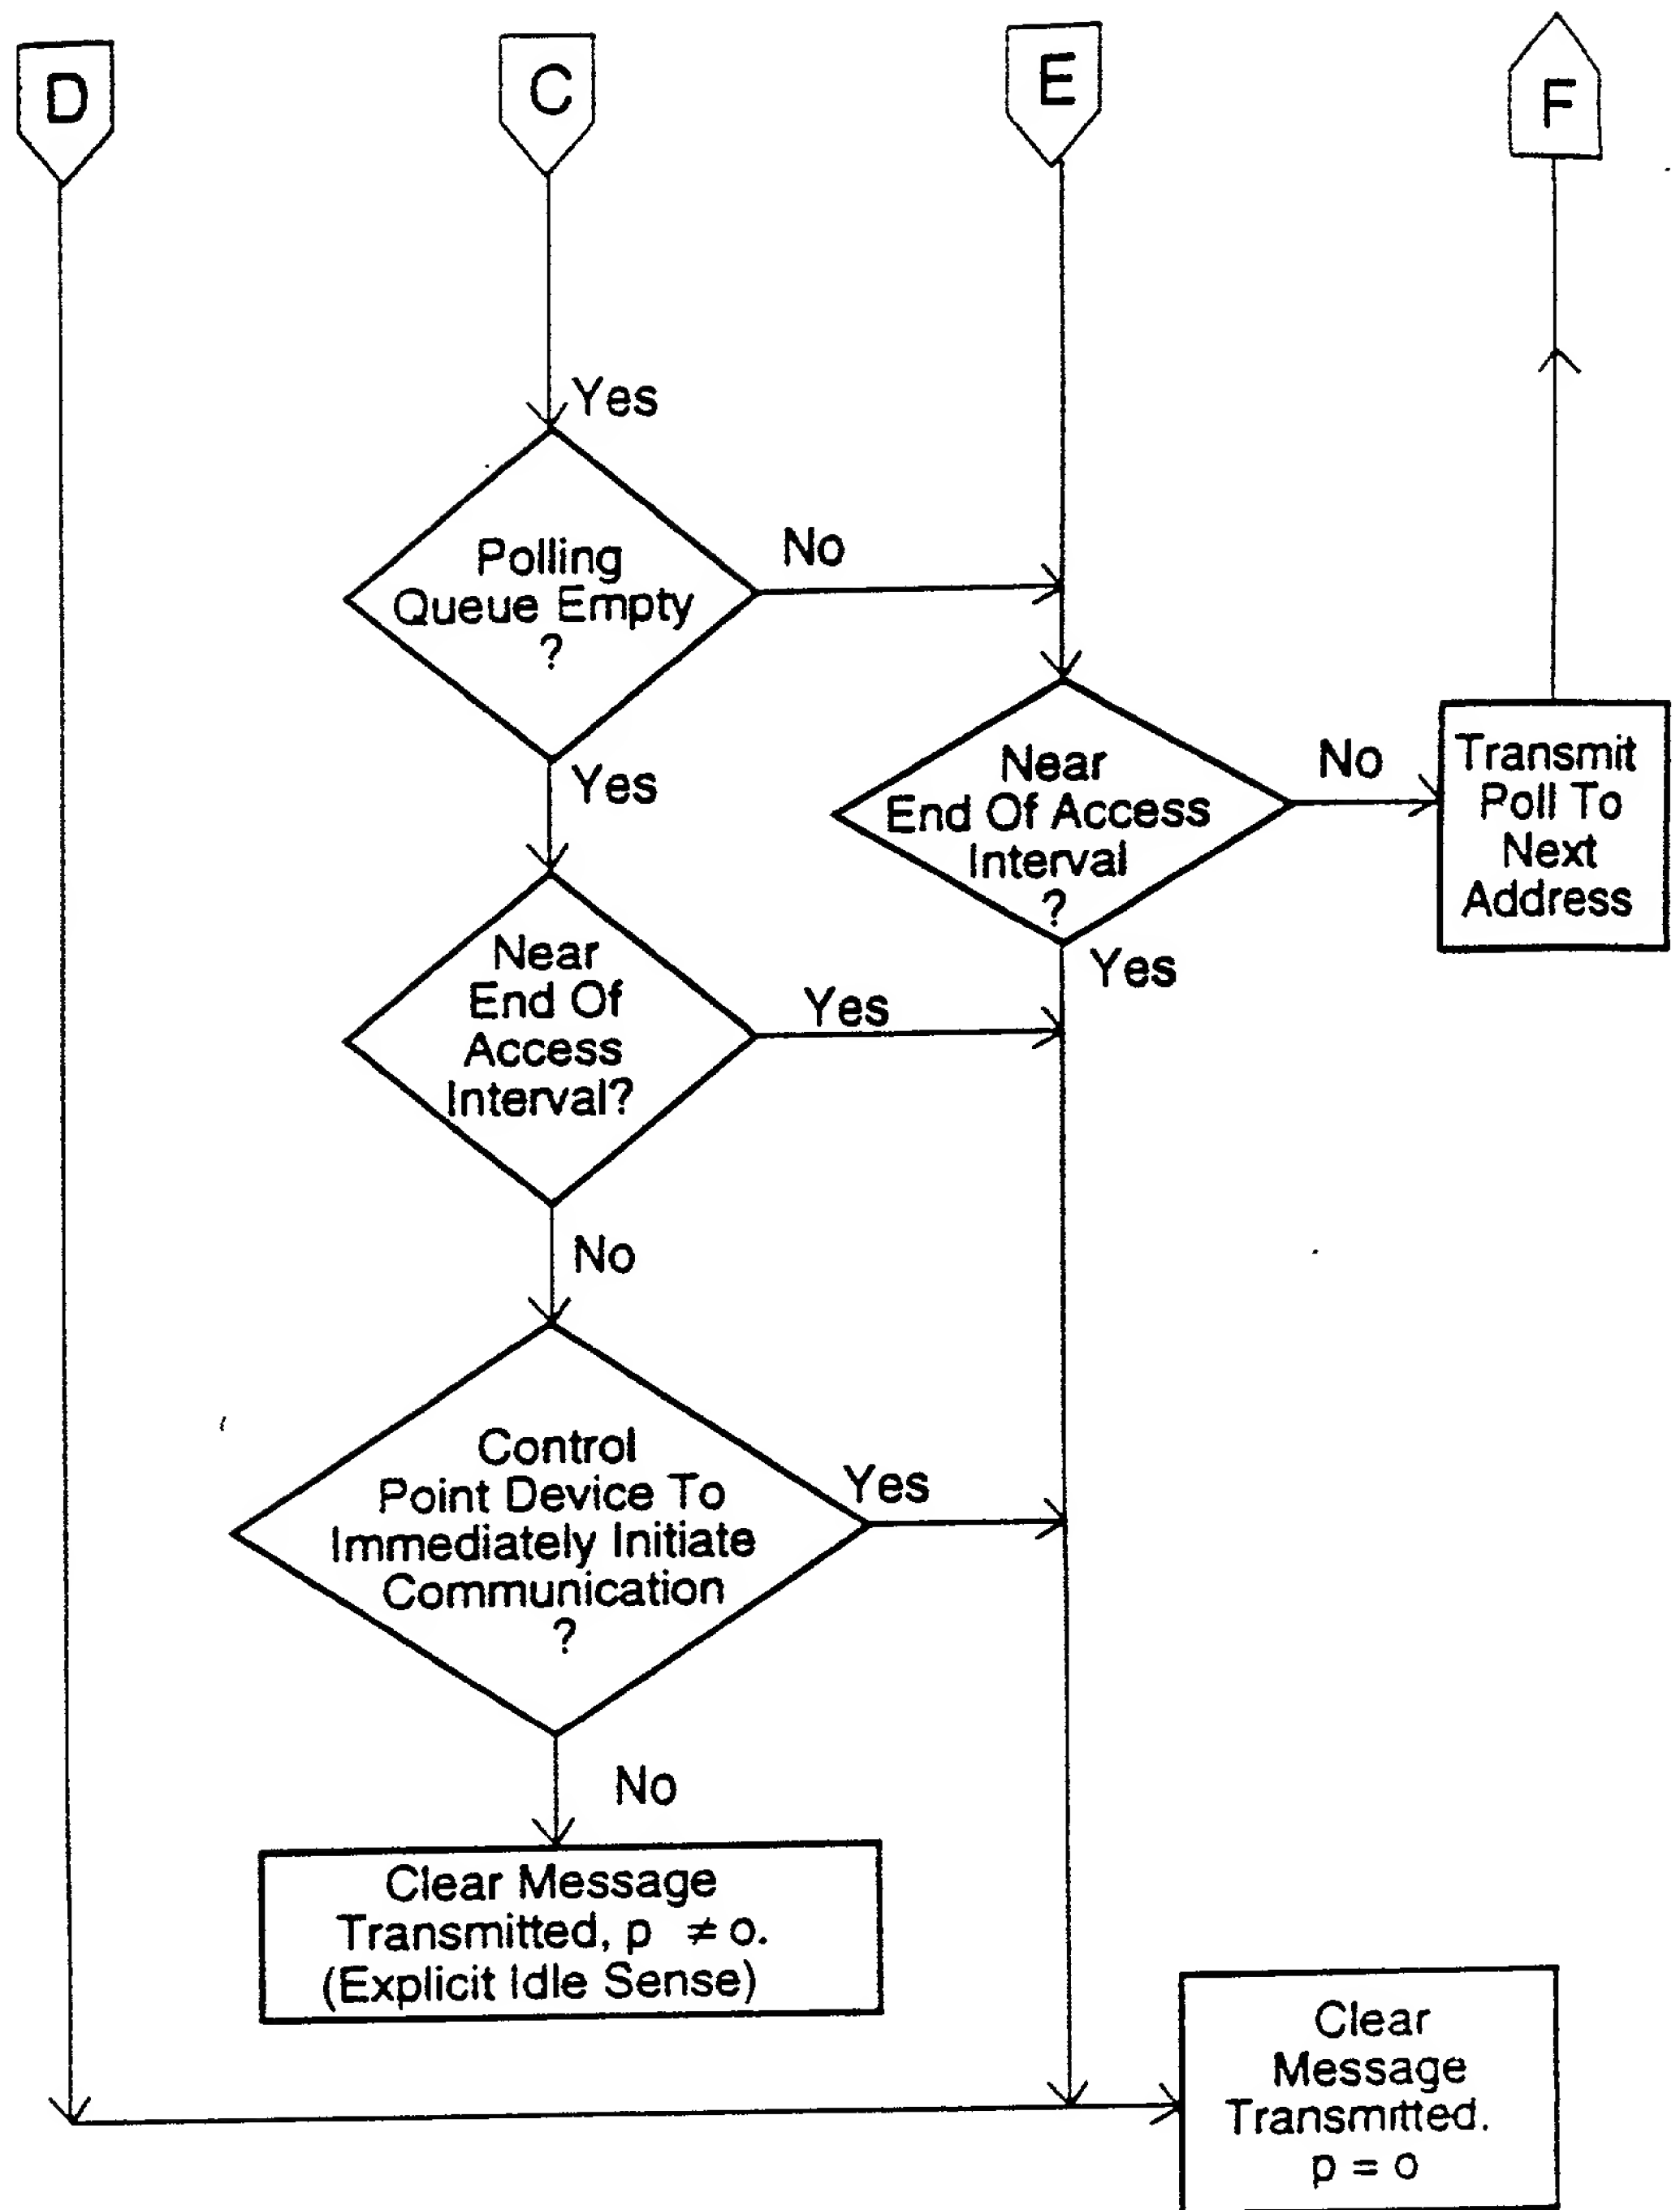 D
C
E
F
Yes
Polling
Queue Empty
?
No
Yes
Near
End Of Access
Interval
?
No
Transmit
Poll To
Next
Address
Yes
Near
End Of
Access
Interval?
Yes
No
Control
Point Device To
Immediately Initiate
Communication
?
Yes
No
Clear Message
Transmitted, p ≠ o.
(Explicit Idle Sense)
Clear
Message
Transmitted.
p = o